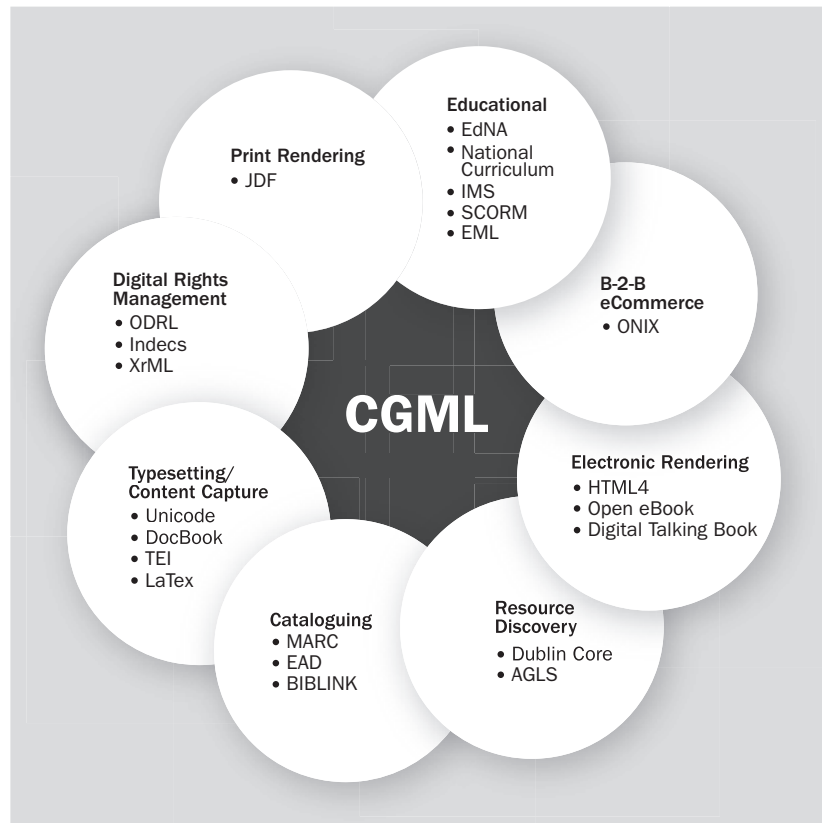 Educational
• EdNA
• National
Curriculum
• IMS
• SCORM
• EML
Print Rendering
• JDF
B-2-B
eCommerce
• ONIX
Digital Rights
Management
• ODRL
• Indecs
• XrML
CGML
Electronic Rendering
• HTML4
• Open eBook
• Digital Talking Book
Typesetting/
Content Capture
• Unicode
• DocBook
• TEI
• LaTex
Resource
Discovery
• Dublin Core
• AGLS
Cataloguing
• MARC
• EAD
• BIBLINK